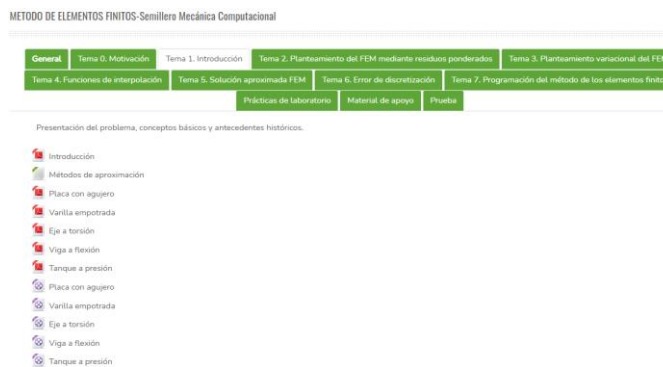 METODO DE ELEMENTOS FINITOS-Semillero Mecánica Computacional
General Tema 0. Motivación Tema 1. Introducción Tema 2. Planteamiento del FEM mediante residuos ponderados Tema 3. Planteamiento variacional del FE
Tema 4. Funciones de interpolación Tema 5. Solución aproximada FEM Tema 6. Error de discretización Tema 7. Programación del método de los elementos finito
Prácticas de laboratorio Material de apoyo Prueba
Presentación del problema, conceptos básicos y antecedentes históricos.
Introducción
Métodos de aproximación
Placa con agujero
Varilla empotrada
Eje a torsión
Viga a flexión
Tanque a presión
Placa con agujero
Varilla empotrada
Eje a torsión
Viga a flexión
Tanque a presión